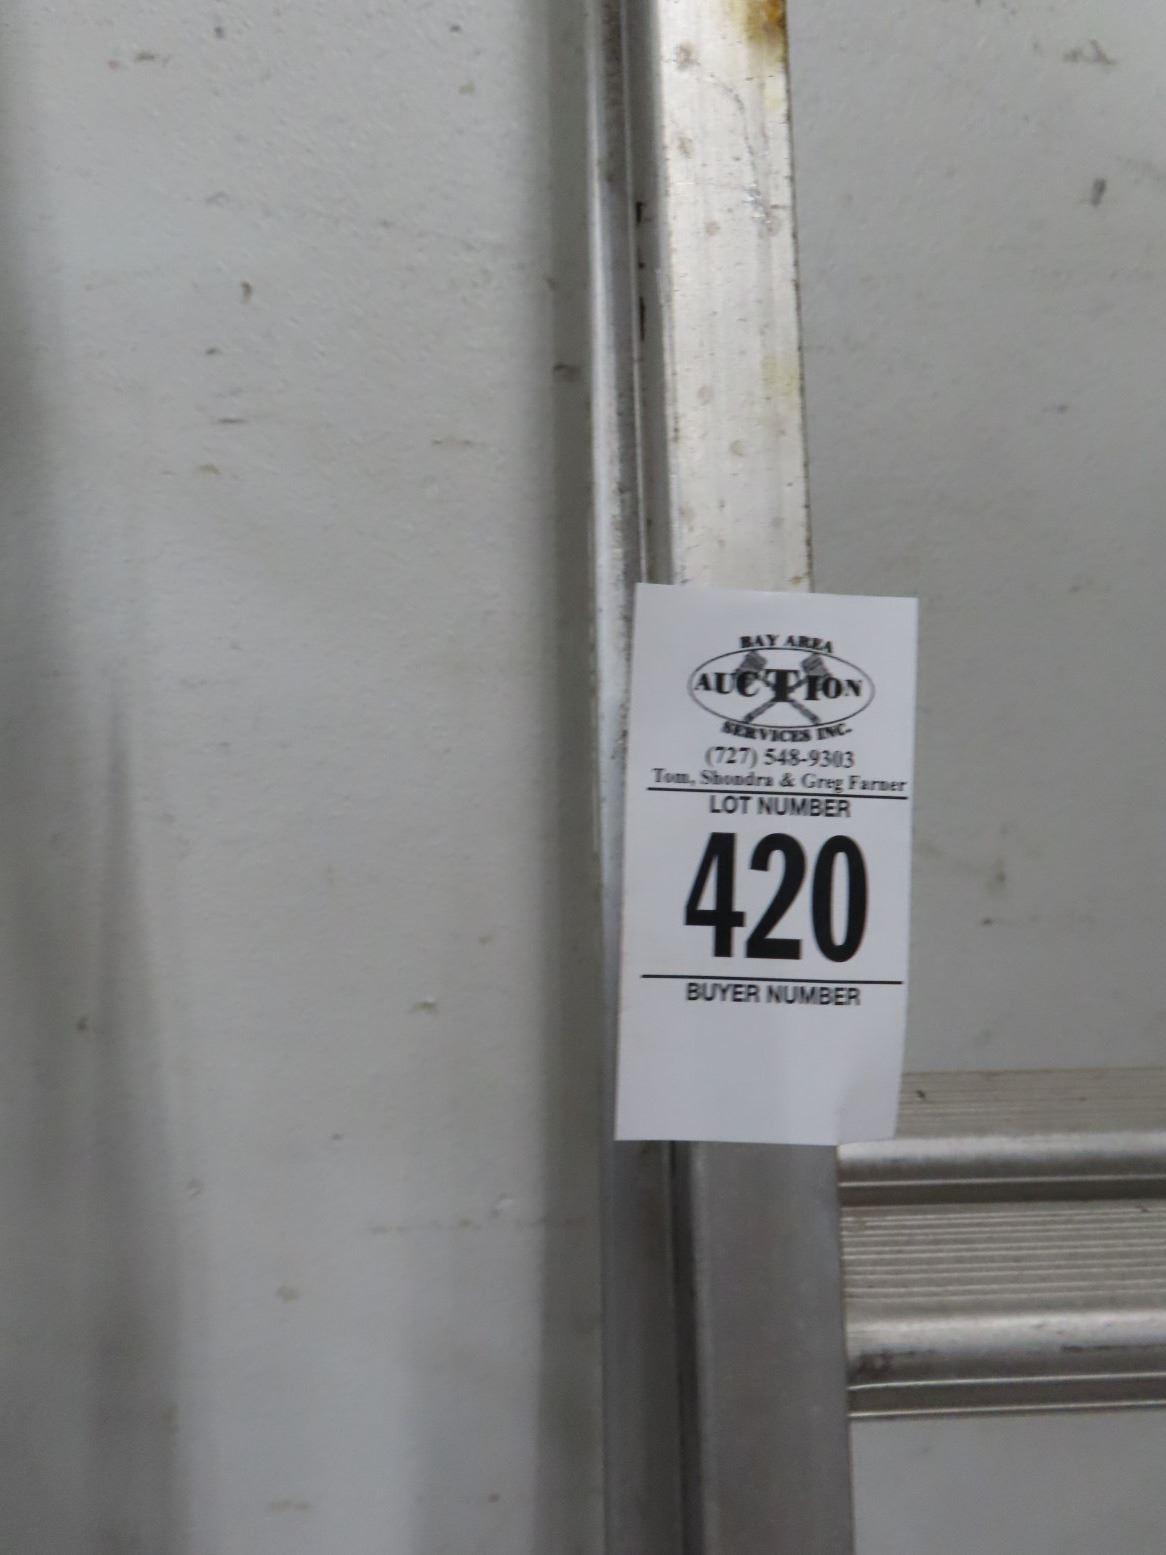 BAY AREA
AUCTION
SERVICES INC.
(727) 548-9303
Tom, Shondra & Greg Farner
LOT NUMBER
420
BUYER NUMBER